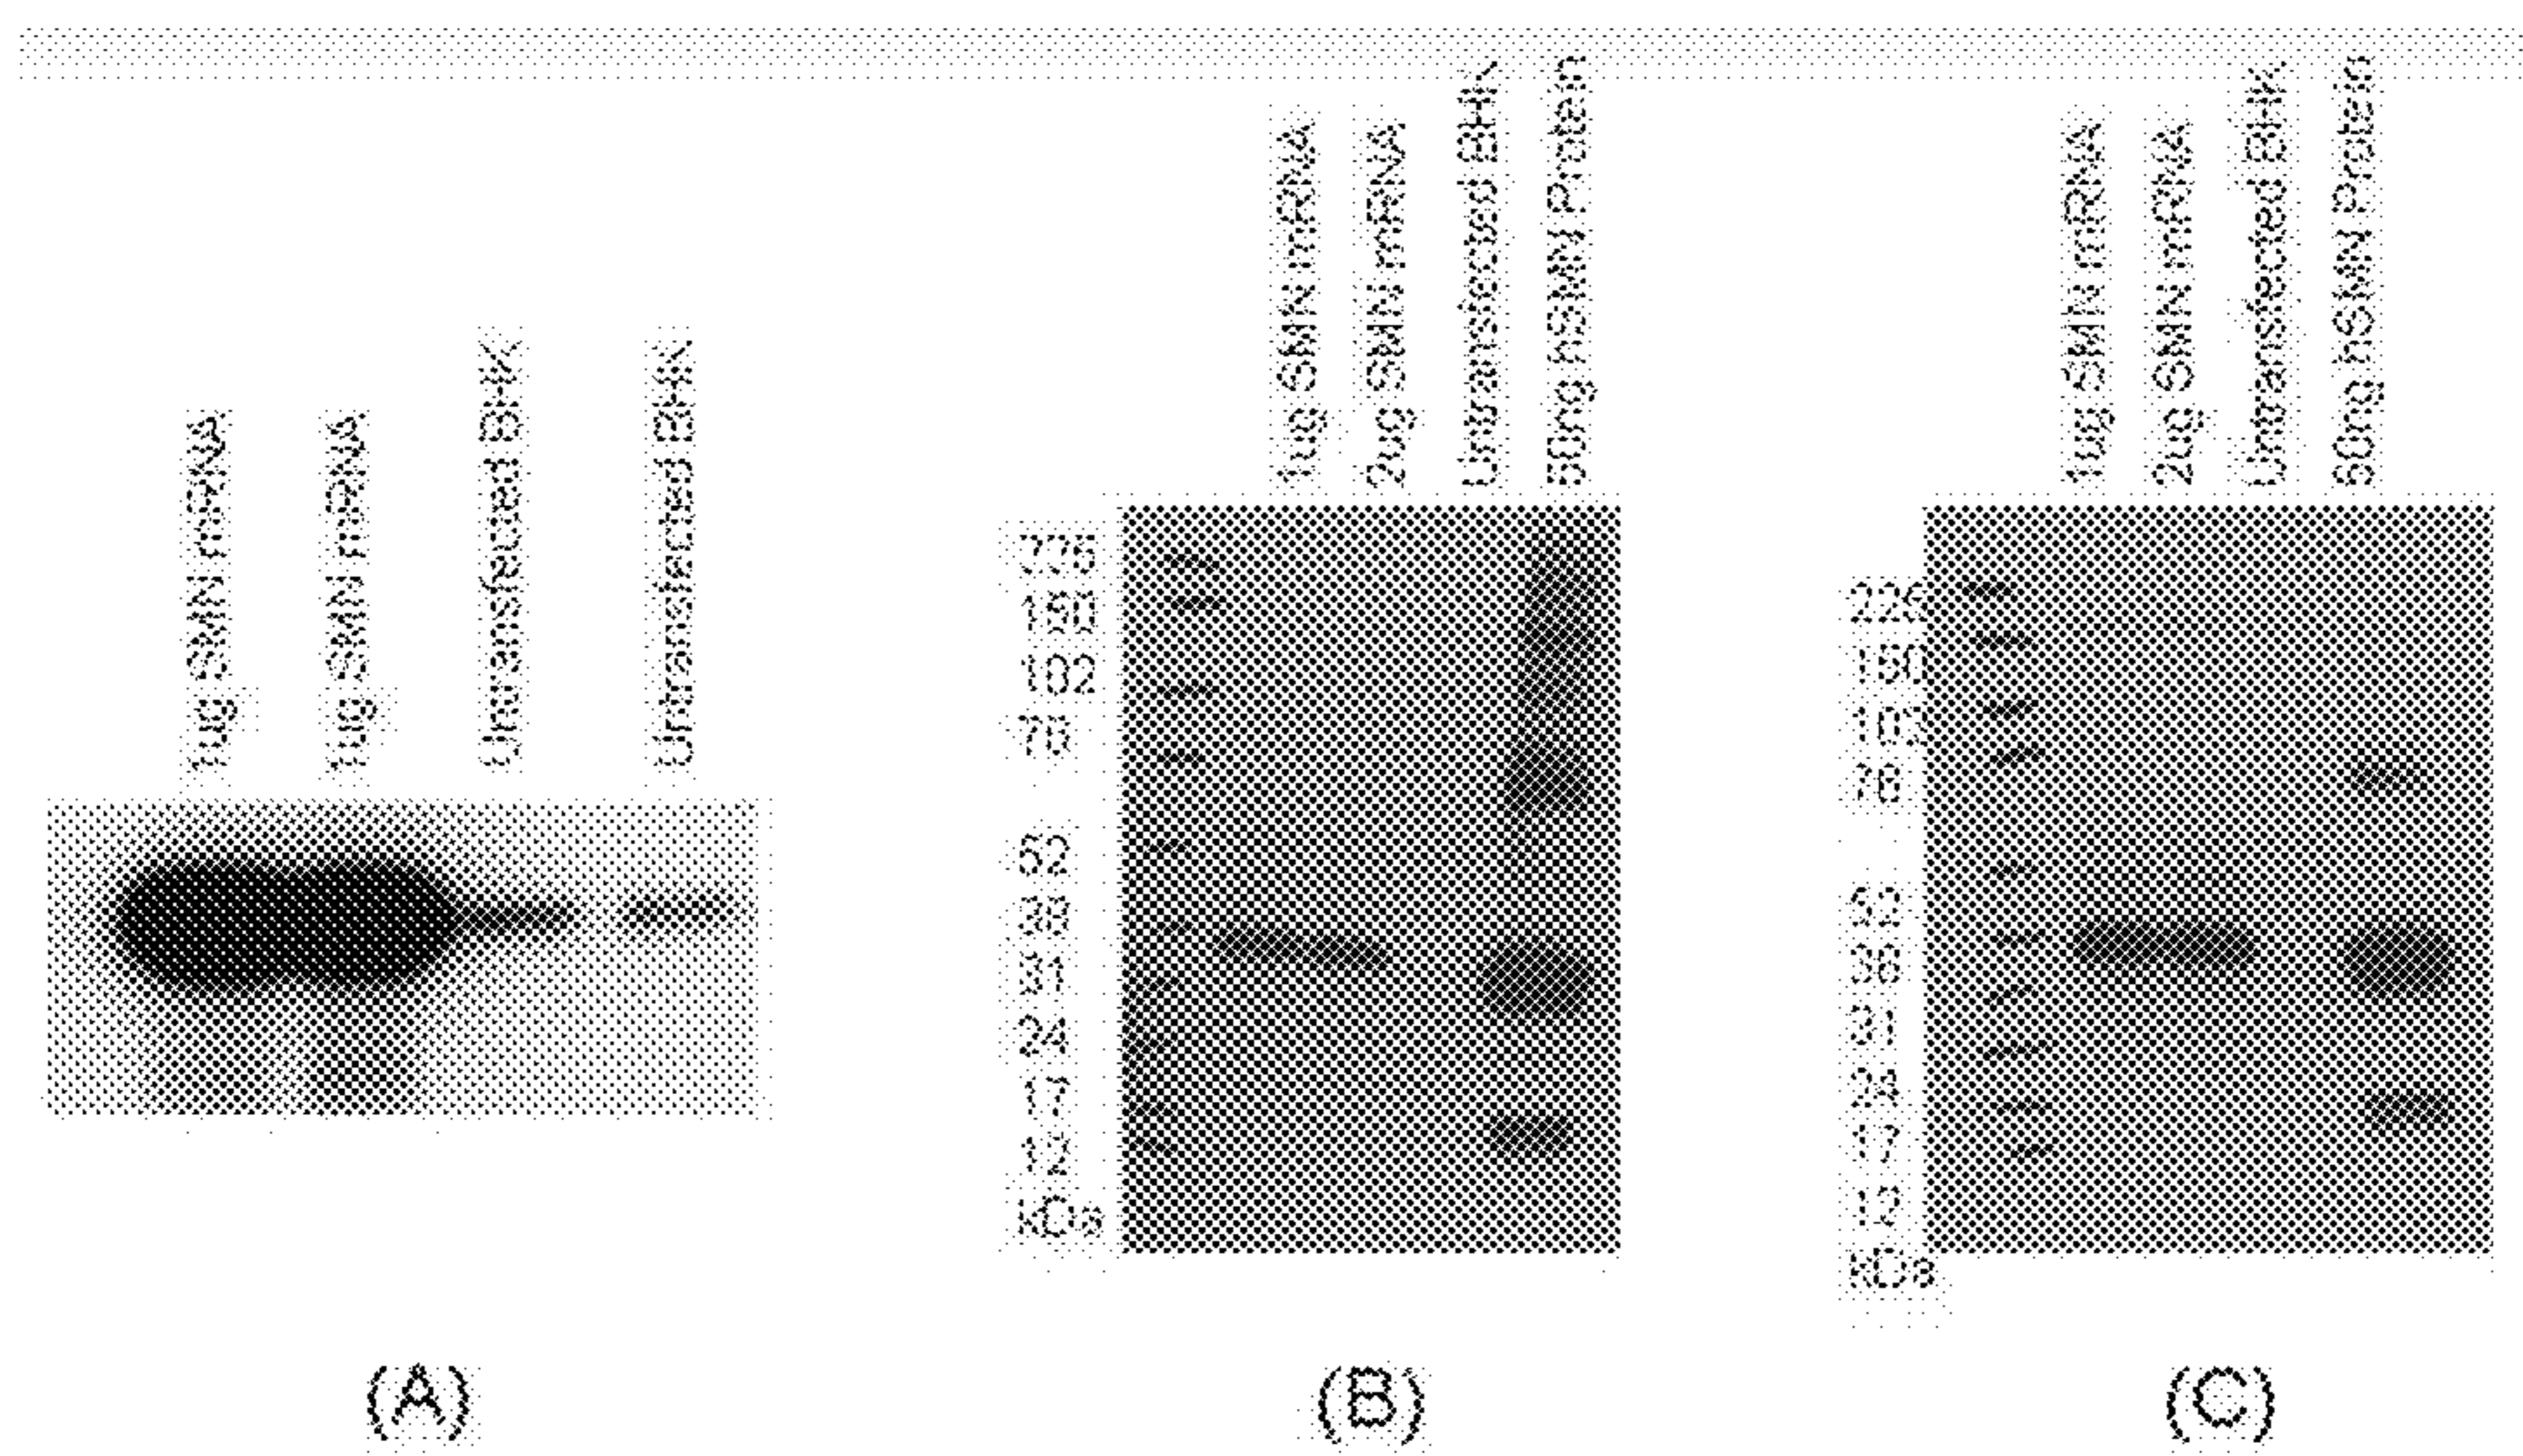 1ug SMN mRNA
1ug SMN mRNA
Untransfected BHK
Untransfected BHK
(A)
1ug SMN mRNA
2ug SMN mRNA
Untransfected BHK
50ng hSMN Protein
225
150
102
76
52
38
31
24
17
12
kDa
(B)
1ug SMN mRNA
2ug SMN mRNA
Untransfected BHK
50ng hSMN Protein
225
150
102
76
52
38
31
24
17
12
kDa
(C)